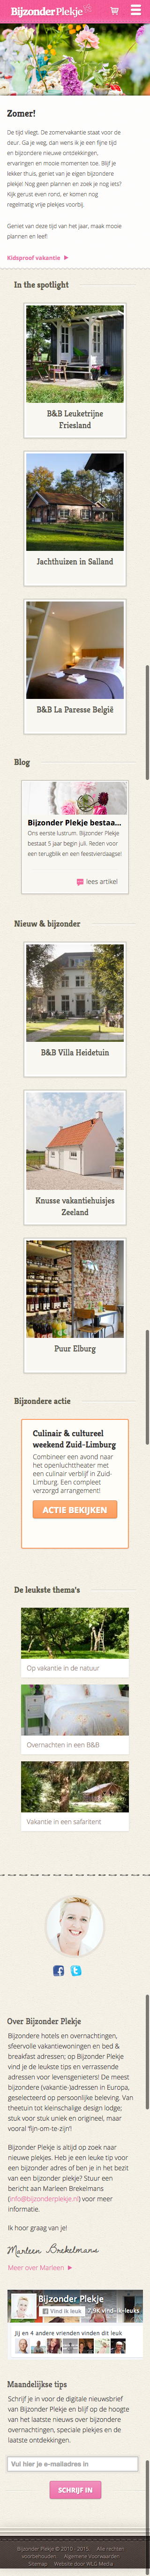 Bijzonder Plekje
Zomer!
De tijd vliegt. De zomervakantie staat voor de
deur. Ga je weg, dan wens ik je een fijne tijd
en bijzondere nieuwe ontdekkingen,
ervaringen en mooie momenten toe. Blijf je
lekker thuis, geniet van je eigen bijzondere
plekje! Nog geen plannen en zoek je nog iets?
Kijk gerust even rond, er komen nog
regelmatig vrije plekjes voorbij.
Geniet van deze tijd van het jaar, maak mooie
plannen en leef!
Kidsproof vakantie
In the spotlight
B&B Leuketrijne
Friesland
Jachthuizen in Salland
B&B La Paresse België
Blog
Bijzonder Plekje bestaa...
Ons eerste lustrum. Bijzonder Plekje
bestaat 5 jaar begin juli. Reden voor
een terugblik en een feestverdaagse!
lees artikel
Nieuw & bijzonder
B&B Villa Heidetuin
Knusse vakantiehuisjes
Zeeland
Puur Elburg
Bijzondere actie
Culinair & cultureel
weekend Zuid-Limburg
Combineer een avond naar
het openluchttheater met
een culinair verblijf in Zuid-
Limburg. Een compleet
verzorgd arrangement!
ACTIE BEKIJKEN
De leukste thema's
Op vakantie in de natuur
Overnachten in een B&B
Vakantie in een safaritent
Over Bijzonder Plekje
Bijzondere hotels en overnachtingen,
sfeervolle vakantiewoningen en bed &
breakfast adressen; op Bijzonder Plekje
vind je de leukste tips en verrassende
adressen voor levensgenieters! De meest
bijzondere (vakantie-)adressen in Europa,
geselecteerd op persoonlijke beleving. Van
theetuin tot kleinschalige design lodge;
stuk voor stuk uniek en origineel, maar
vooral 'fijn-om-te-zijn'!
Bijzonder Plekje is altijd op zoek naar
nieuwe plekjes. Heb je een leuke tip voor
een bijzonder adres of ben je in het bezit
van een bijzonder plekje? Stuur een
bericht aan Marleen Brekelmans
(info@bijzonderplekje.nl) voor meer
informatie.
Ik hoor graag van je!
Marleen Brekelmans
Meer over Marleen
Bijzonder Plekje
Vind ik leuk
7,9K vind-ik-leuks
Jij en 4 andere vrienden vinden dit leuk
Maandelijkse tips
Schrijf je in voor de digitale nieuwsbrief
van Bijzonder Plekje en blijf op de hoogte
van het laatste nieuws over bijzondere
overnachtingen, speciale plekjes en de
laatste ontdekkingen.
Vul hier je e-mailadres in
SCHRIJF IN
Bijzonder Plekje © 2010 - 2015 Alle rechten
voorbehouden Algemene Voorwaarden
Sitemap Website door WLG Media